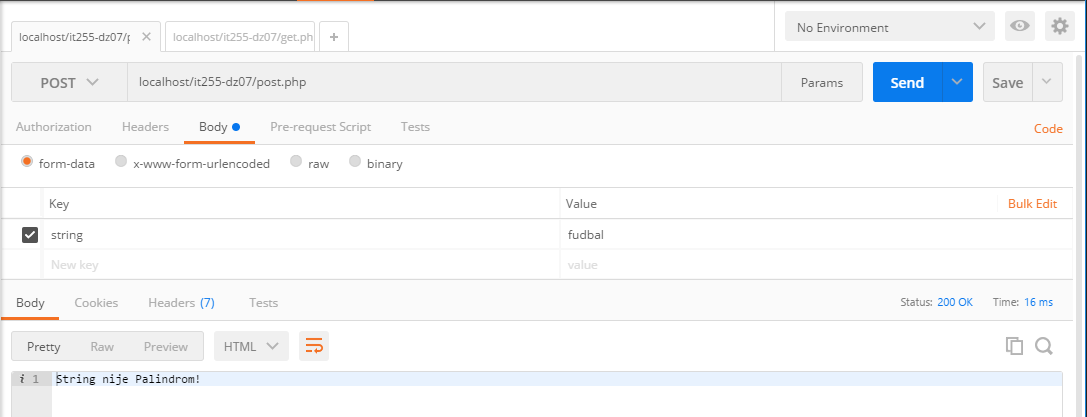 localhost/it255-dz07/p × localhost/it255-dz07/get.ph + No Environment
POST localhost/it255-dz07/post.php Params Send Save
Authorization Headers Body Pre-request Script Tests Code
form-data x-www-form-urlencoded raw binary
Key Value Bulk Edit
string fudbal
New key value
Body Cookies Headers (7) Tests Status: 200 OK Time: 16 ms
Pretty Raw Preview HTML
i 1 String nije Palindrom!